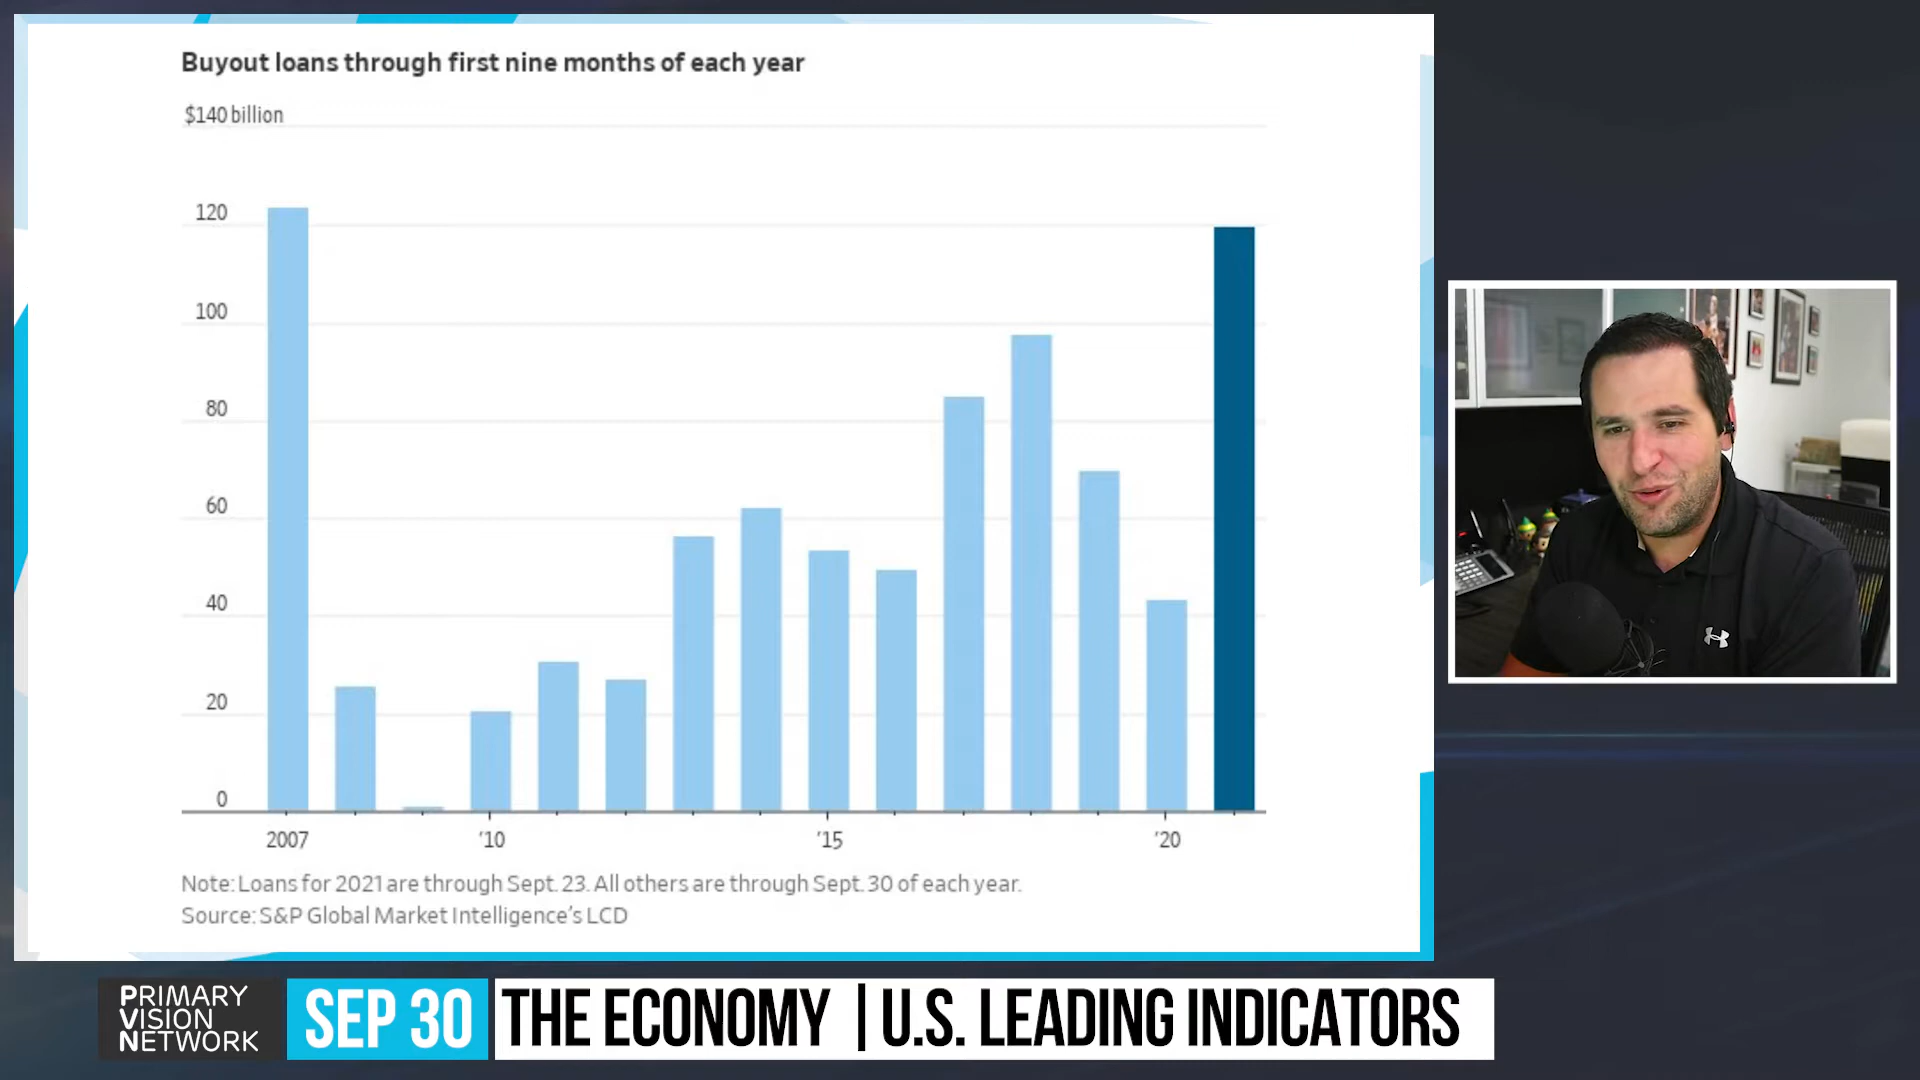 Buyout loans through first nine months of each year
$140 billion
120
100
80
60
40
20
0
2007 '10 '15 '20
Note: Loans for 2021 are through Sept. 23. All others are through Sept. 30 of each year.
Source: S&P Global Market Intelligence's LCD
PRIMARY
VISION
NETWORK
SEP 30
THE ECONOMY | U.S. LEADING INDICATORS